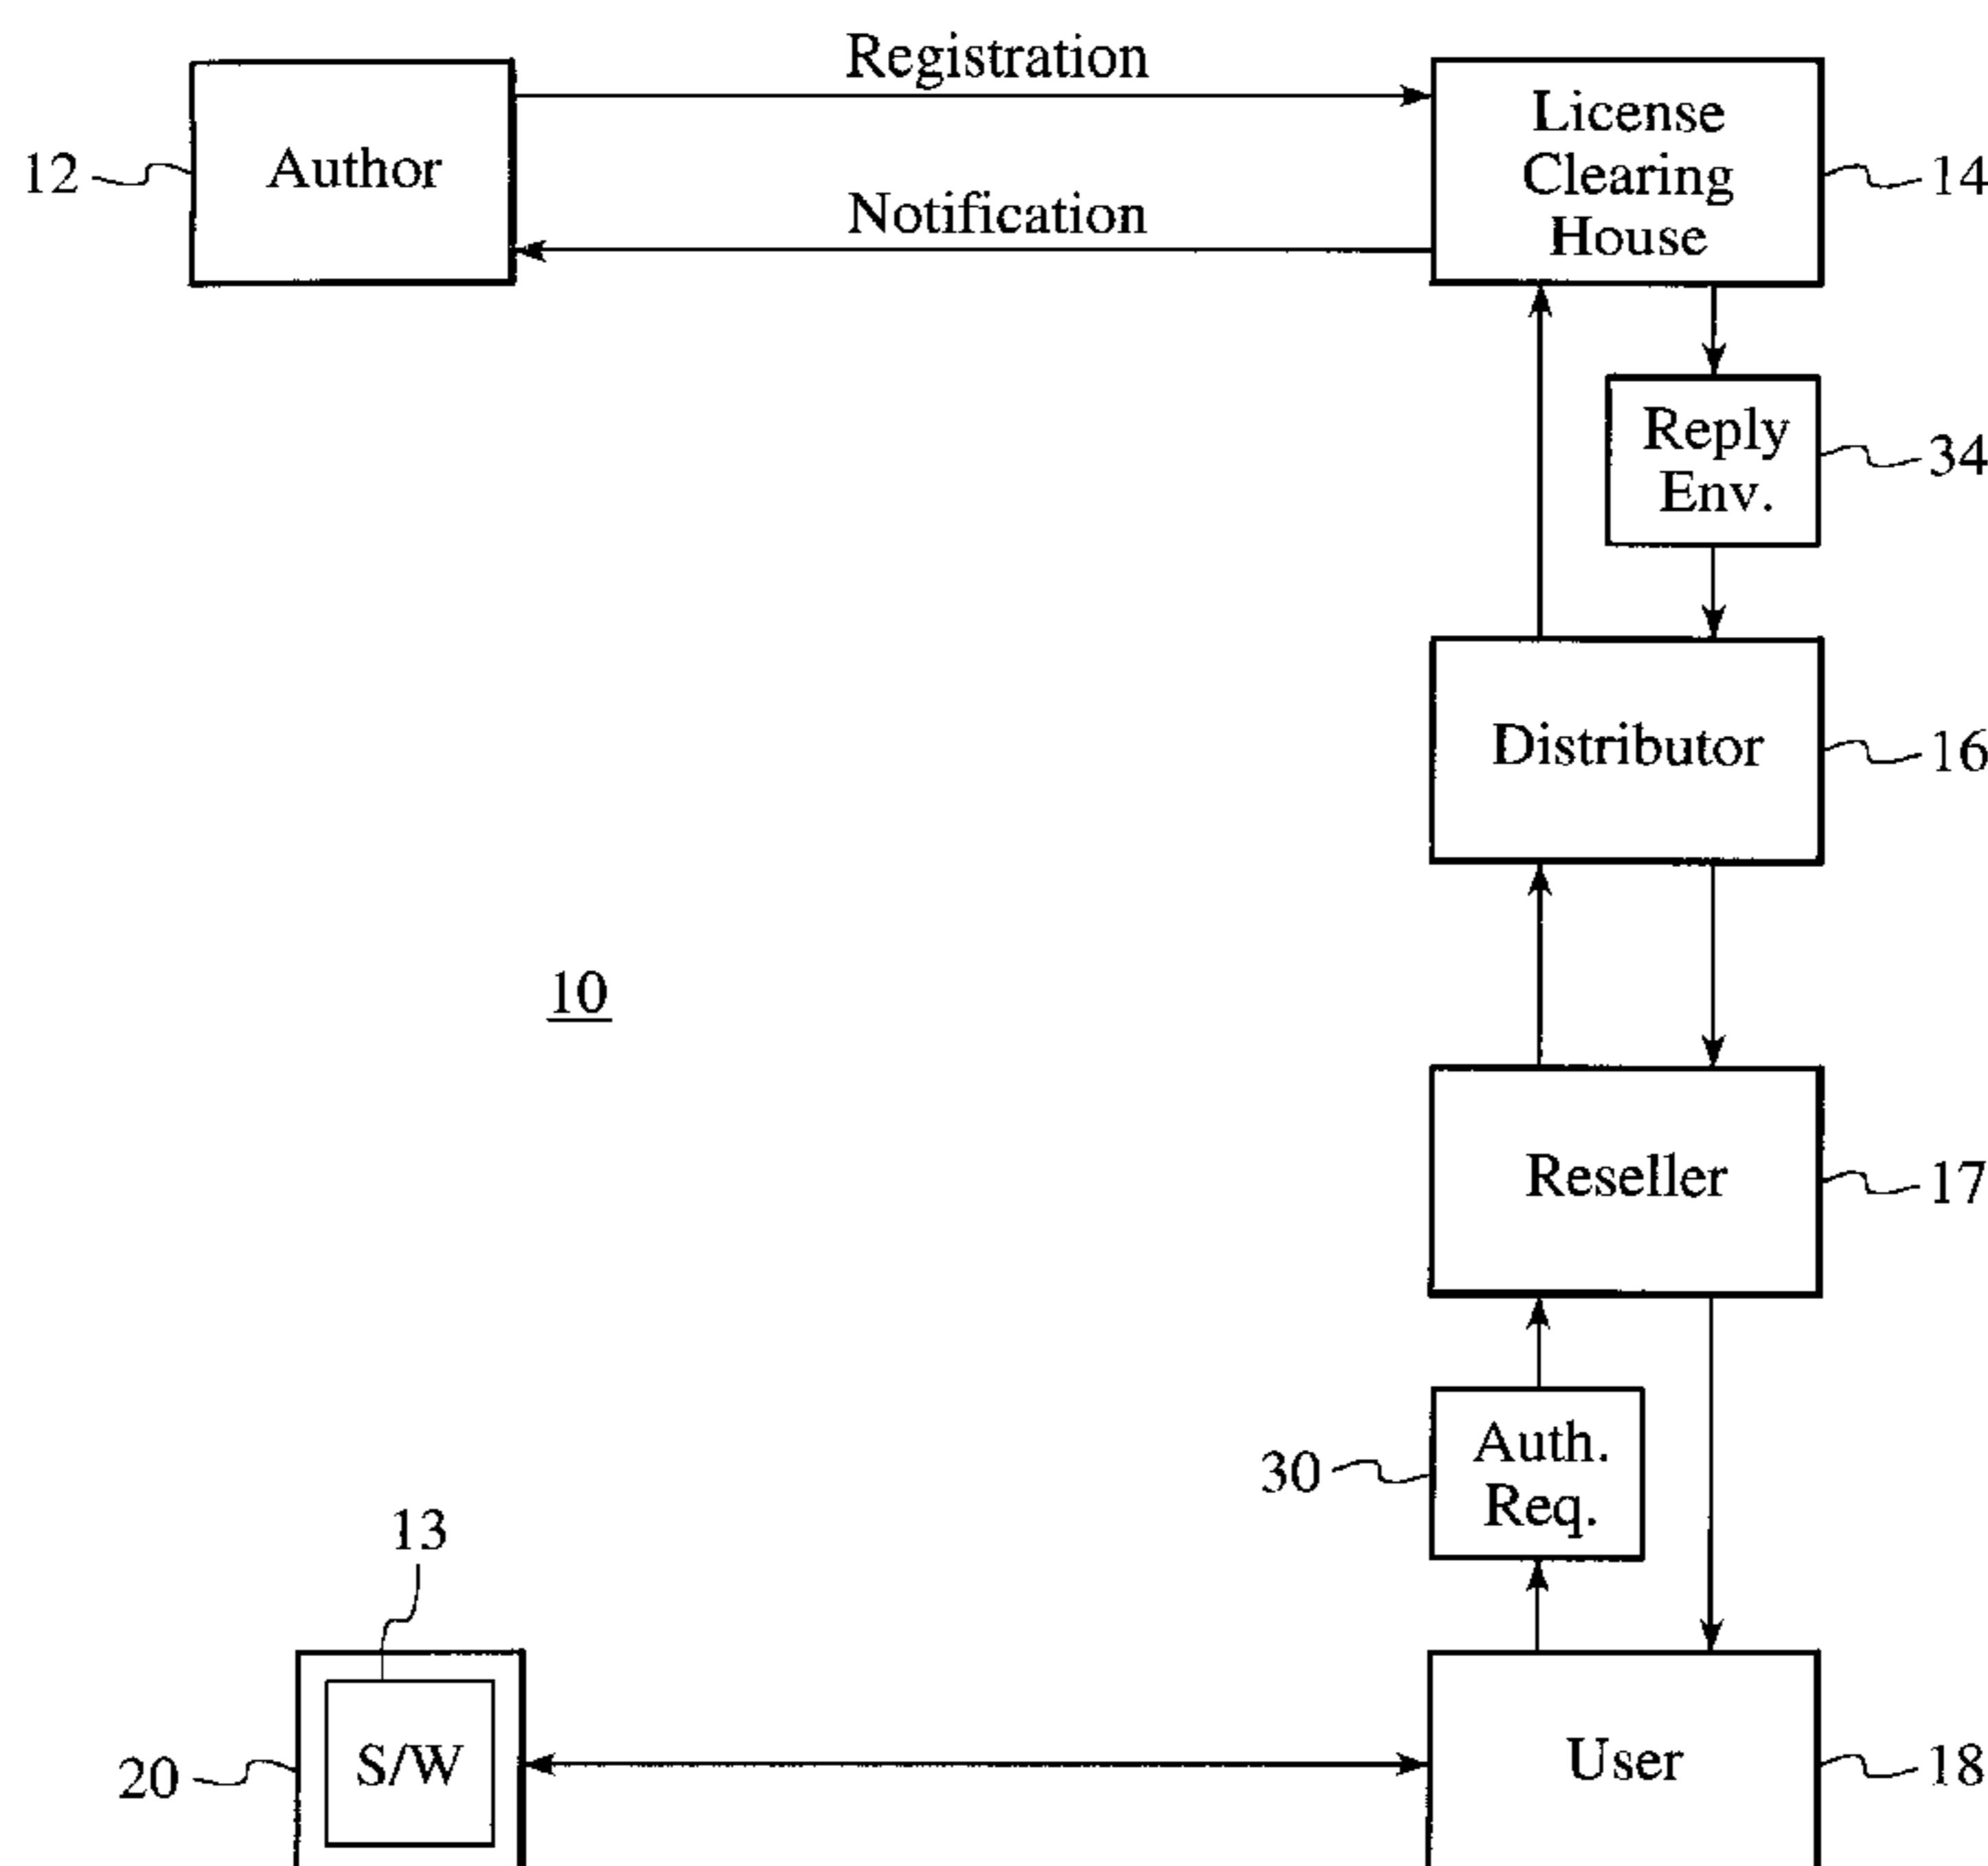 Registration
Author
License
Clearing
House
12
14
Notification
Reply
Env.
34
Distributor
16
10
Reseller
17
Auth.
Req.
30
13
S/W
20
User
18